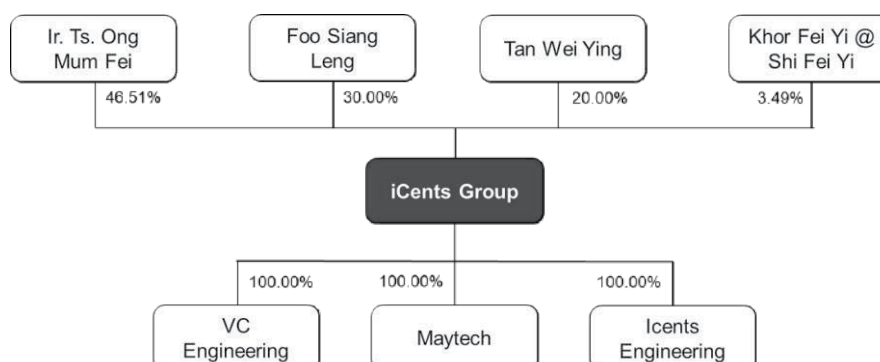 Ir. Ts. Ong
Mum Fei
Foo Siang
Leng
Tan Wei Ying
Khor Fei Yi @
Shi Fei Yi
46.51%
30.00%
20.00%
3.49%
iCents Group
100.00%
100.00%
100.00%
VC
Engineering
Maytech
Icents
Engineering